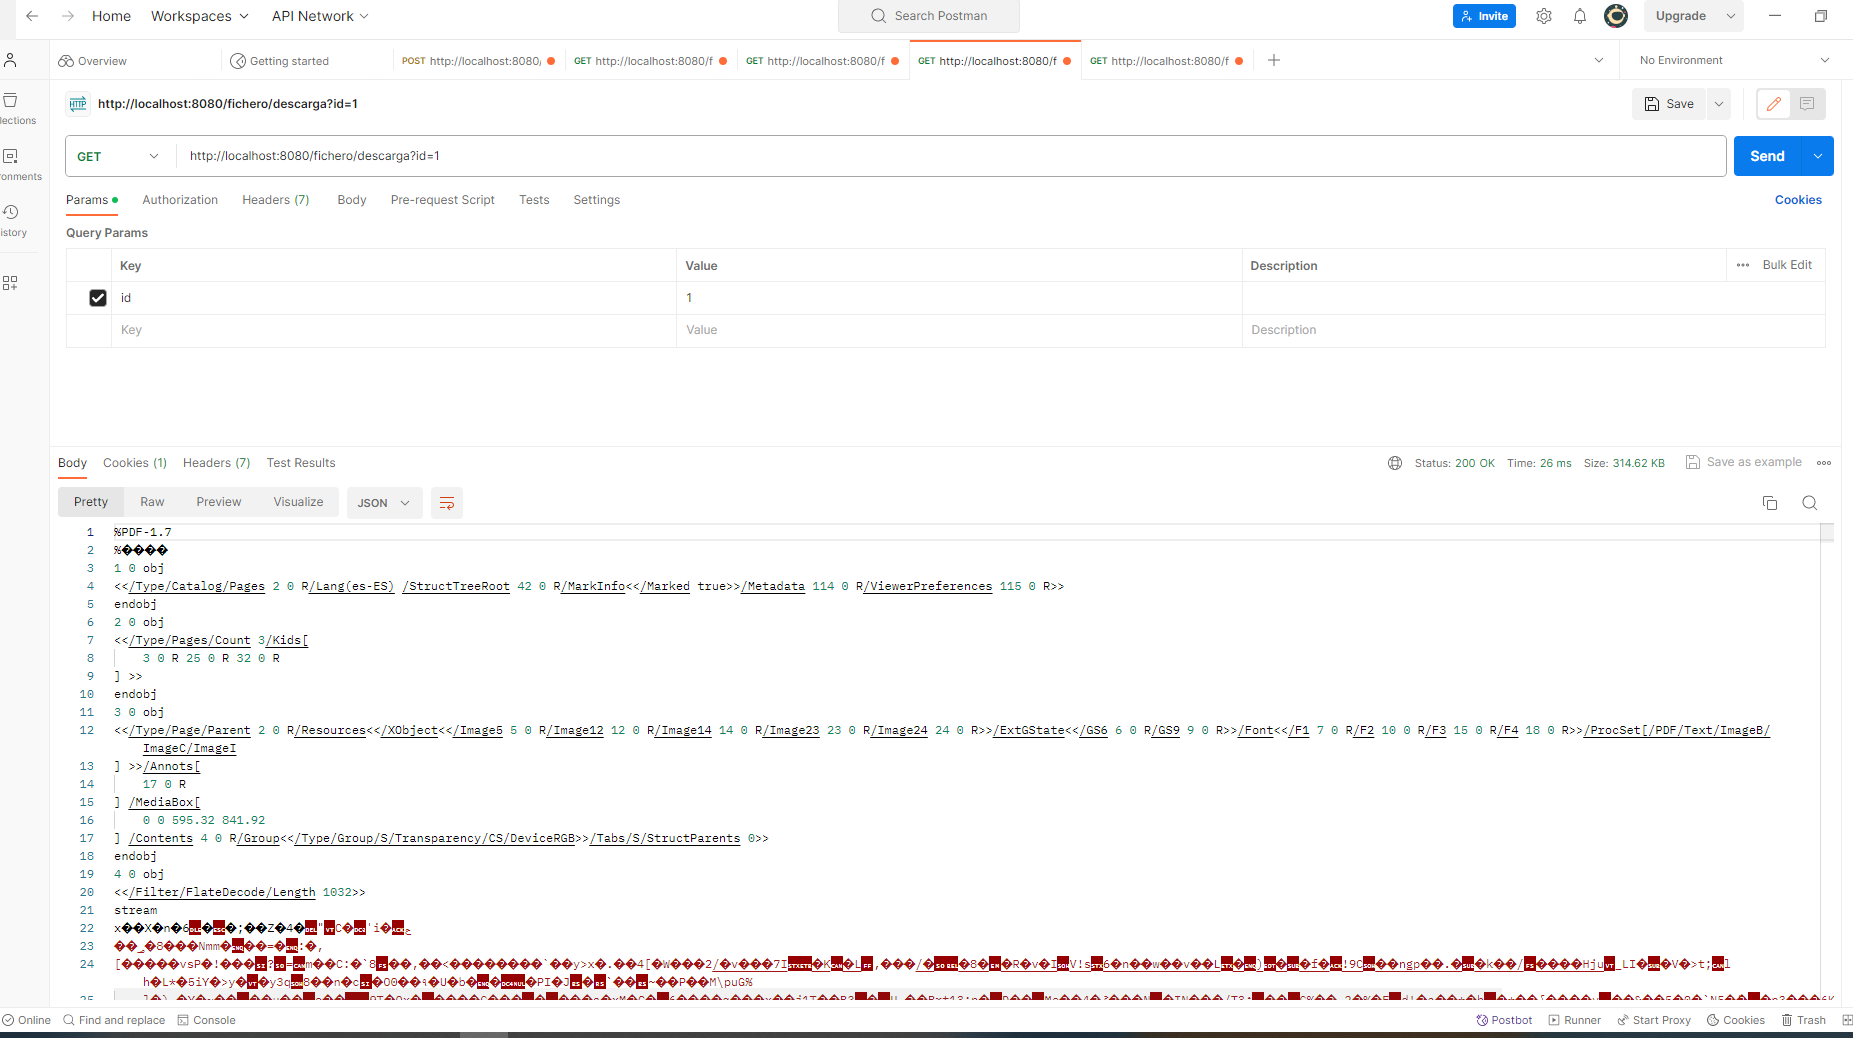 Home Workspaces API Network Search Postman Invite Upgrade
Overview Getting started POST http://localhost:8080/ GET http://localhost:8080/f GET http://localhost:8080/f GET http://localhost:8080/f GET http://localhost:8080/f No Environment
HTTP http://localhost:8080/fichero/descarga?id=1 Save
lections
GET http://localhost:8080/fichero/descarga?id=1 Send
ronments
Params Authorization Headers (7) Body Pre-request Script Tests Settings Cookies
istory
Query Params
Key Value Description Bulk Edit
id 1
Key Value Description
Body Cookies (1) Headers (7) Test Results Status: 200 OK Time: 26 ms Size: 314.62 KB Save as example
Pretty Raw Preview Visualize JSON
1 %PDF-1.7
2 %����
3 1 0 obj
4 <</Type/Catalog/Pages 2 0 R/Lang(es-ES) /StructTreeRoot 42 0 R/MarkInfo<</Marked true>>/Metadata 114 0 R/ViewerPreferences 115 0 R>>
5 endobj
6 2 0 obj
7 <</Type/Pages/Count 3/Kids[
8 3 0 R 25 0 R 32 0 R
9 ] >>
10 endobj
11 3 0 obj
12 <</Type/Page/Parent 2 0 R/Resources<</XObject<</Image5 5 0 R/Image12 12 0 R/Image14 14 0 R/Image23 23 0 R/Image24 24 0 R>>/ExtGState<</GS6 6 0 R/GS9 9 0 R>>/Font<</F1 7 0 R/F2 10 0 R/F3 15 0 R/F4 18 0 R>>/ProcSet[/PDF/Text/ImageB/
ImageC/ImageI
13 ] >>/Annots[
14 17 0 R
15 ] /MediaBox[
16 0 0 595.32 841.92
17 ] /Contents 4 0 R/Group<</Type/Group/S/Transparency/CS/DeviceRGB>>/Tabs/S/StructParents 0>>
18 endobj
19 4 0 obj
20 <</Filter/FlateDecode/Length 1032>>
21 stream
22
23
24
Online Find and replace Console Postbot Runner Start Proxy Cookies Trash